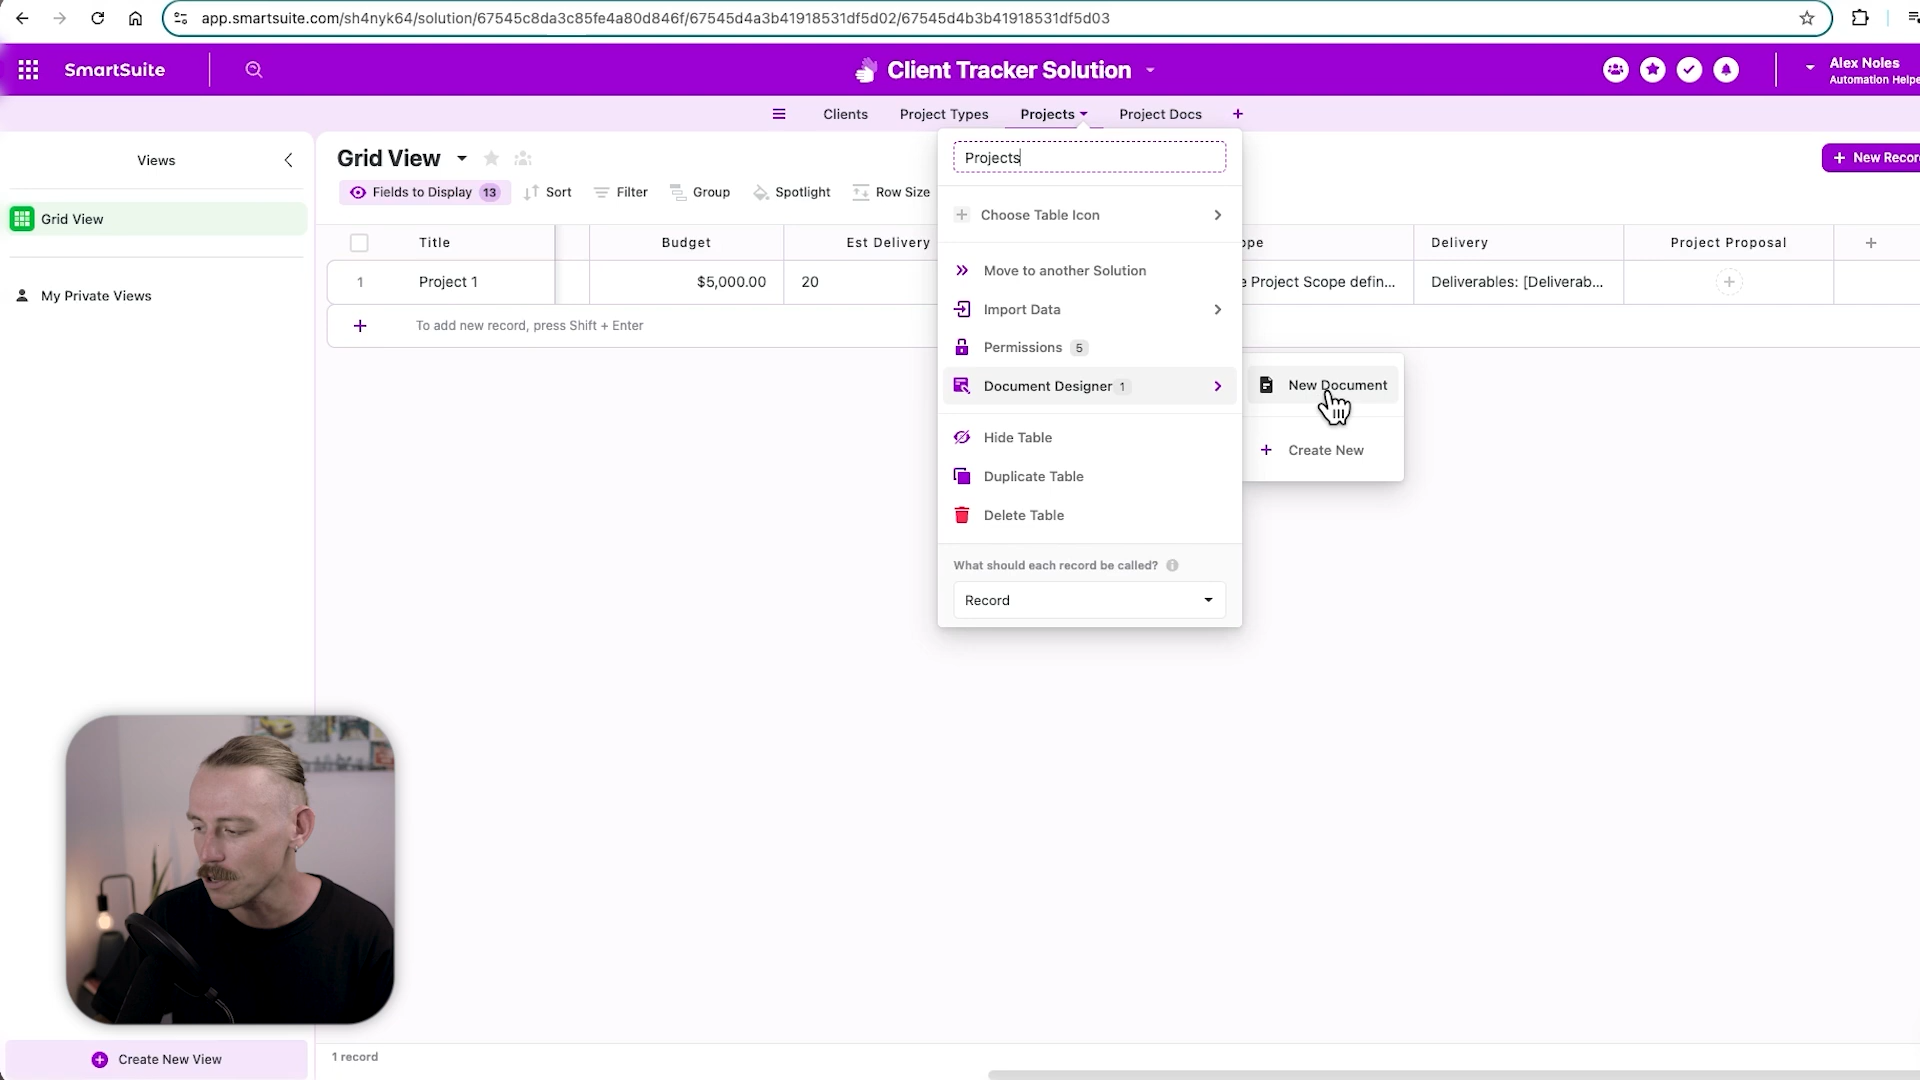 app.smartsuite.com/sh4nyk64/solution/67545c8da3c85fe4a80d846f/67545d4a3b41918531df5d02/67545d4b3b41918531df5d03
SmartSuite
Client Tracker Solution
Alex Noles
Automation Helpe
Clients
Project Types
Projects
Project Docs
Views
Grid View
Projects
New Recor
Fields to Display 13
Sort
Filter
Group
Spotlight
Row Size
Grid View
Choose Table Icon
Title
Budget
Est Delivery
ope
Delivery
Project Proposal
Move to another Solution
1
Project 1
$5,000.00
20
e Project Scope defin...
Deliverables: [Deliverab...
My Private Views
Import Data
To add new record, press Shift + Enter
Permissions 5
Document Designer 1
New Document
Hide Table
Create New
Duplicate Table
Delete Table
What should each record be called?
Record
Create New View
1 record